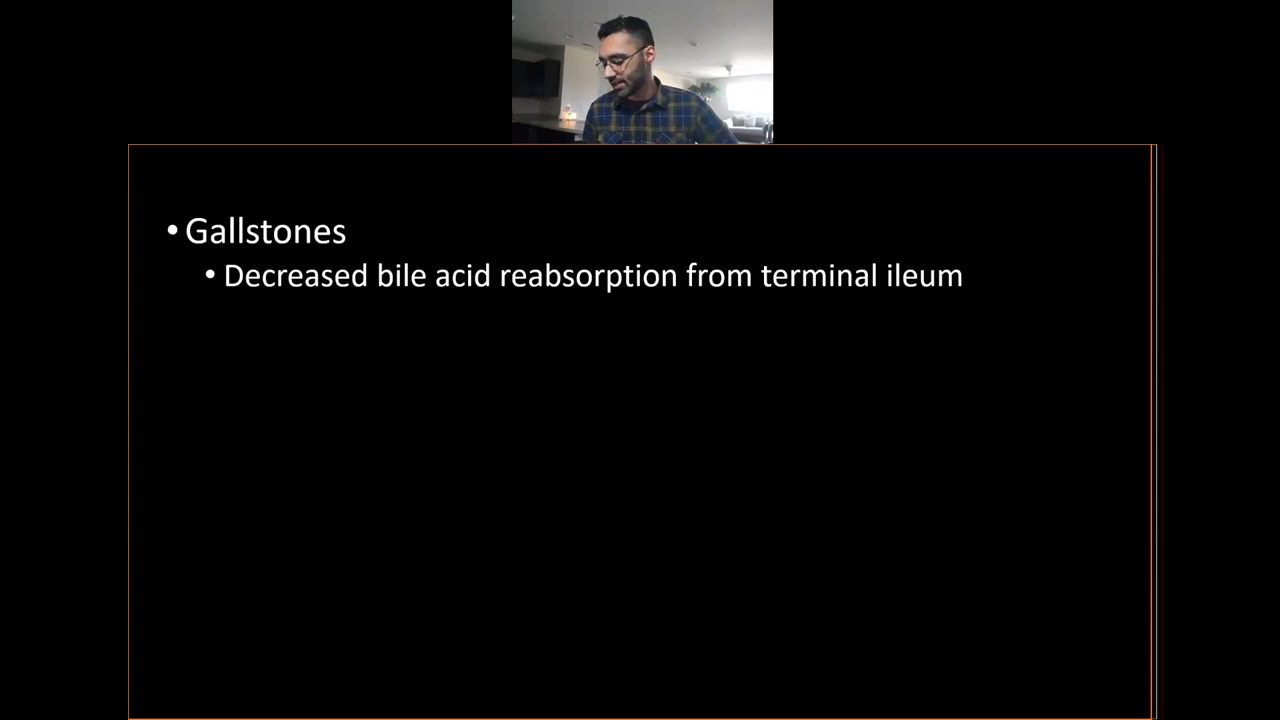 • Gallstones
• Decreased bile acid reabsorption from terminal ileum